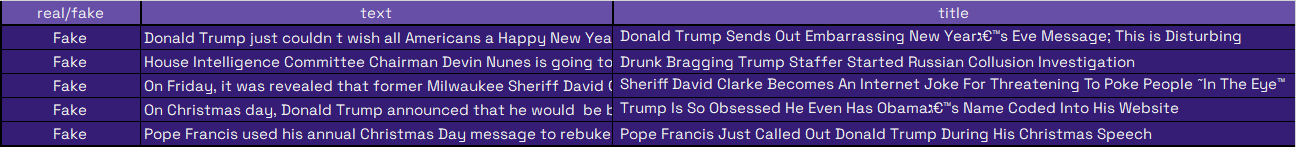 real/fake text title
Fake Donald Trump just couldn t wish all Americans a Happy New Yea Donald Trump Sends Out Embarrassing New Yearג€™s Eve Message; This is Disturbing
Fake House Intelligence Committee Chairman Devin Nunes is going to Drunk Bragging Trump Staffer Started Russian Collusion Investigation
Fake On Friday, it was revealed that former Milwaukee Sheriff David Sheriff David Clarke Becomes An Internet Joke For Threatening To Poke People ˜In The Eye™
Fake On Christmas day, Donald Trump announced that he would be b Trump Is So Obsessed He Even Has Obamaג€™s Name Coded Into His Website
Fake Pope Francis used his annual Christmas Day message to rebuke Pope Francis Just Called Out Donald Trump During His Christmas Speech